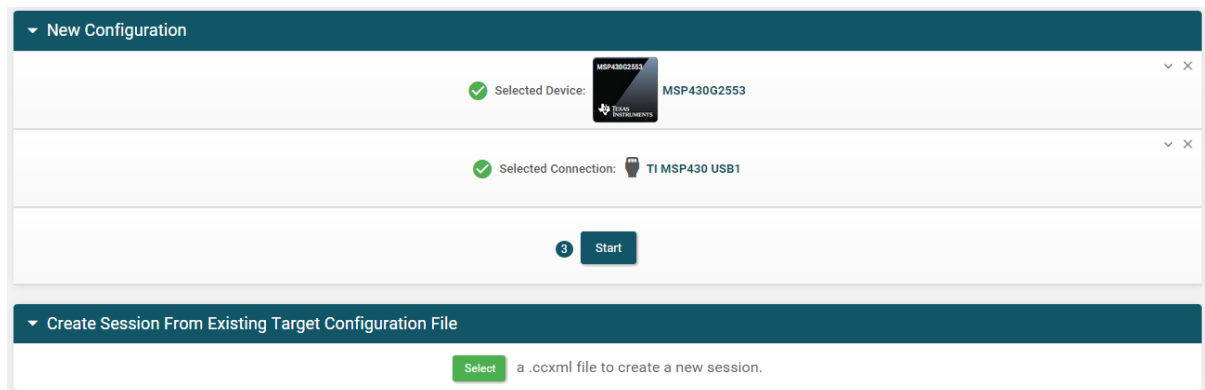 New Configuration
MSP430G2553
TEXAS
INSTRUMENTS
Selected Device:
MSP430G2553
Selected Connection:
TI MSP430 USB1
3
Start
Create Session From Existing Target Configuration File
Select
a .ccxml file to create a new session.